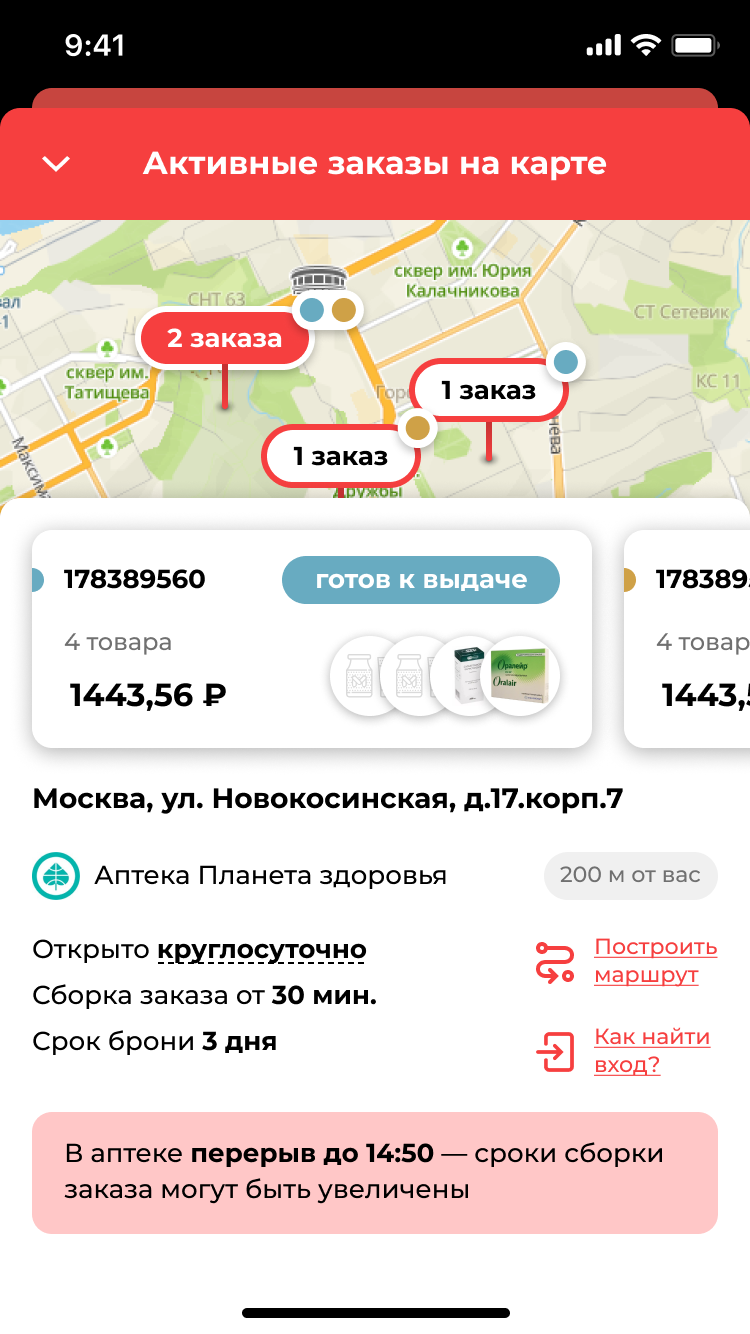 9:41
Активные заказы на карте
сквер им. Юрия
Калачникова
СНТ 63
СТ Сетевик
2 заказа
сквер им.
Татищева
1 заказ
КС 11
1 заказ
Дружбы
178389560
готов к выдаче
4 товара
1443,56 ₽
Оралейр
Oralair
178389
4 товар
1443,5
Москва, ул. Новокосинская, д.17.корп.7
Аптека Планета здоровья
200 м от вас
Открыто круглосуточно
Сборка заказа от 30 мин.
Срок брони 3 дня
Построить
маршрут
Как найти
вход?
В аптеке перерыв до 14:50 — сроки сборки
заказа могут быть увеличены